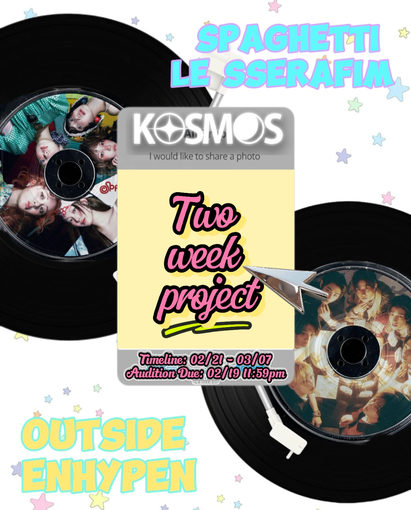 SPAGHETTI
LE SSERAFIM
KOSMOS
I would like to share a photo
Two
week
project
Timeline: 02/21 - 03/07
Audition Due: 02/19 11:59pm
OUTSIDE
ENHYPEN